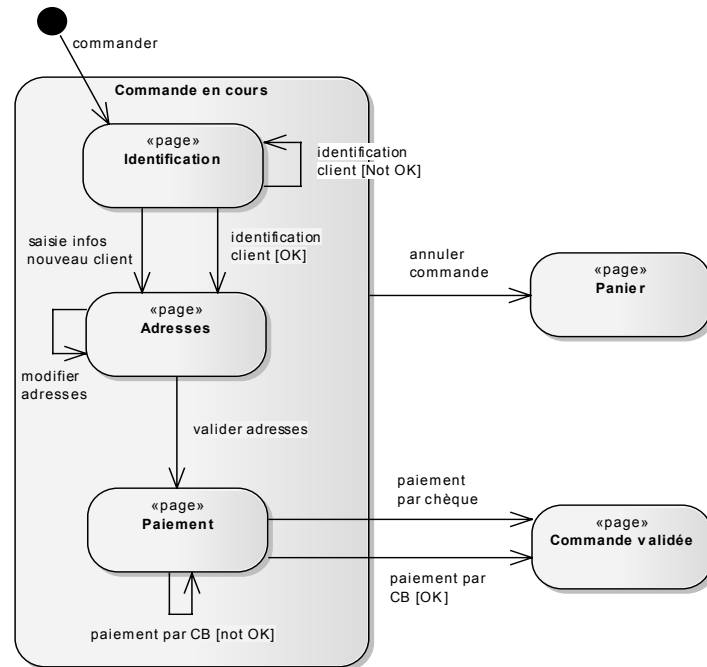 commander
Commande en cours
«page»
Identification
identification
client [Not OK]
saisie infos
nouveau client
identification
client [OK]
annuler
commande
«page»
Panier
«page»
Adresses
modifier
adresses
valider adresses
«page»
Paiement
paiement
par chèque
«page»
Commande validée
paiement par
CB [OK]
paiement par CB [not OK]